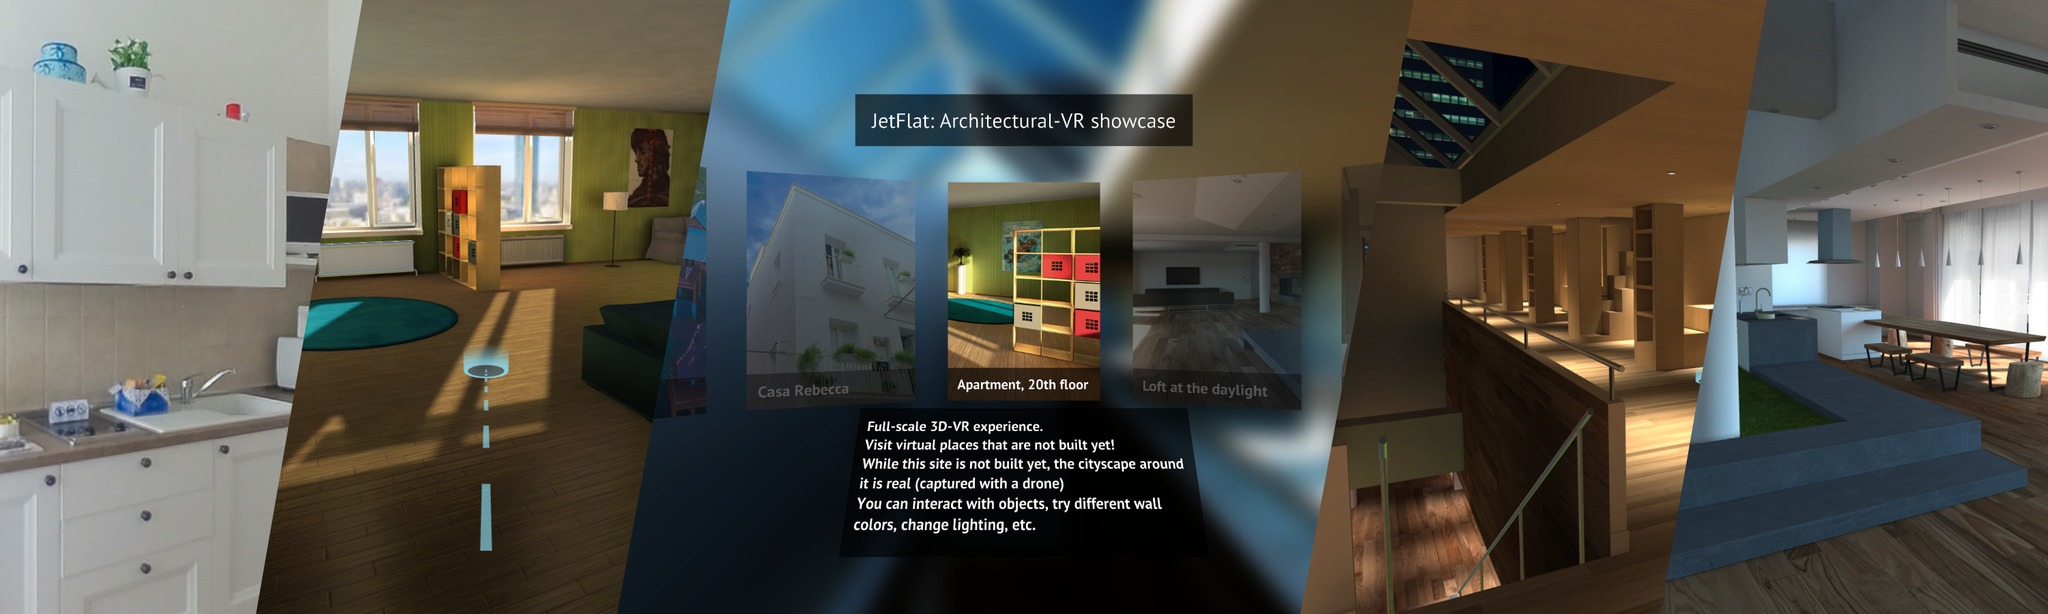 JetFlat: Architectural-VR showcase
Casa Rebecca
Apartment, 20th floor
Loft at the daylight
Full-scale 3D-VR experience.
Visit virtual places that are not built yet!
While this site is not built yet, the cityscape around
it is real (captured with a drone)
You can interact with objects, try different wall
colors, change lighting, etc.